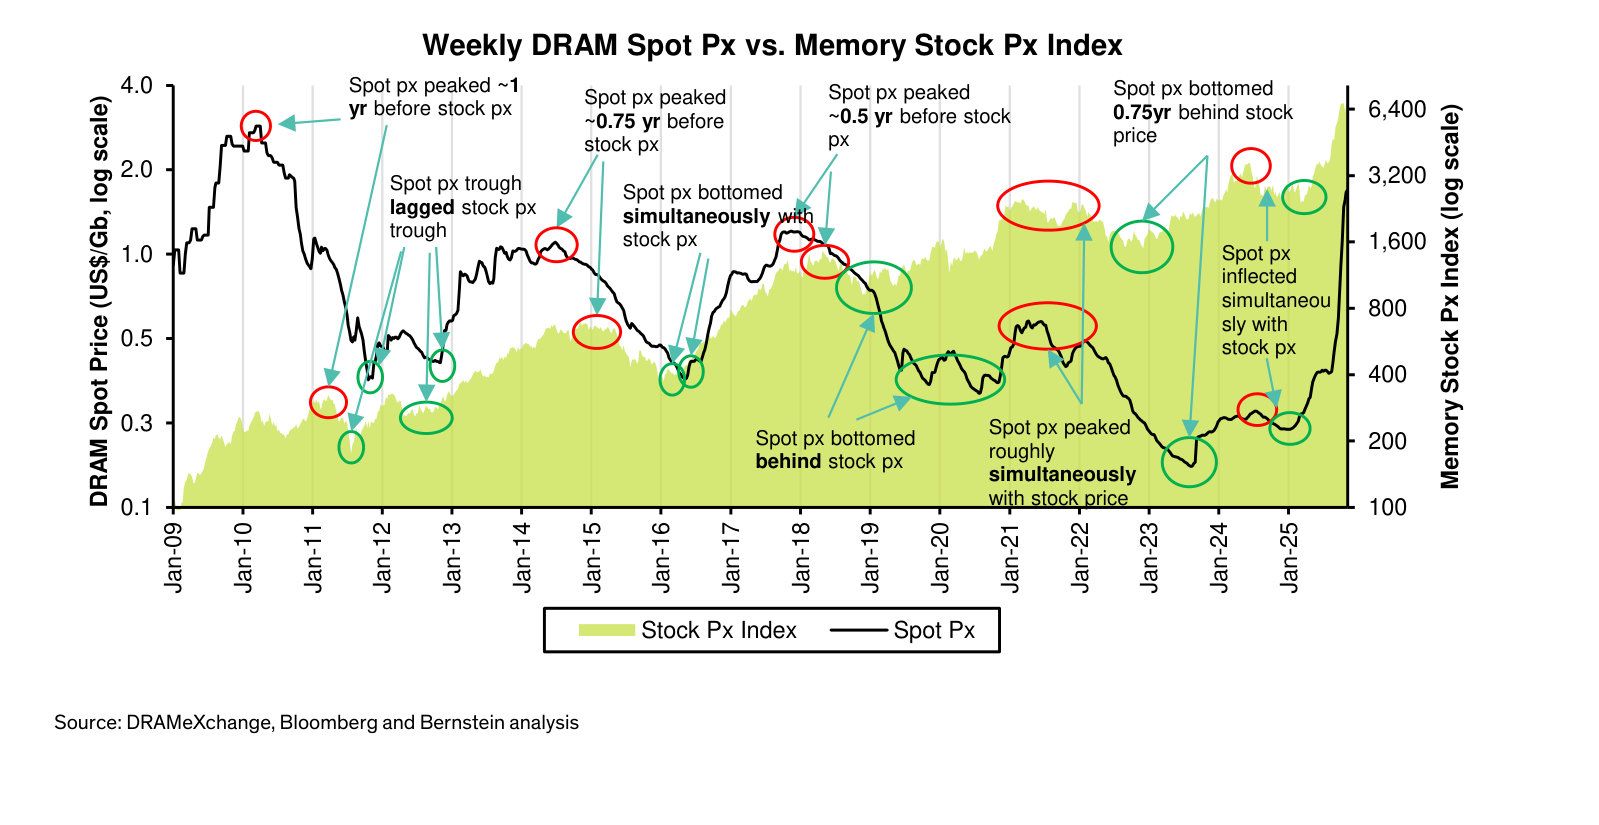 Weekly DRAM Spot Px vs. Memory Stock Px Index
DRAM Spot Price (US$/Gb, log scale)
4.0
2.0
1.0
0.5
0.3
0.1
Spot px peaked ~1
yr before stock px
Spot px trough
lagged stock px
trough
Spot px peaked
~0.75 yr before
stock px
Spot px bottomed
simultaneously with
stock px
Spot px peaked
~0.5 yr before stock
px
Spot px bottomed
behind stock px
Spot px peaked
roughly
simultaneously
with stock price
Spot px bottomed
0.75yr behind stock
price
Spot px
inflected
simultaneou
sly with
stock px
6,400
3,200
1,600
800
400
200
100
Memory Stock Px Index (log scale)
Jan-09
Jan-10
Jan-11
Jan-12
Jan-13
Jan-14
Jan-15
Jan-16
Jan-17
Jan-18
Jan-19
Jan-20
Jan-21
Jan-22
Jan-23
Jan-24
Jan-25
Stock Px Index
Spot Px
Source: DRAMeXchange, Bloomberg and Bernstein analysis